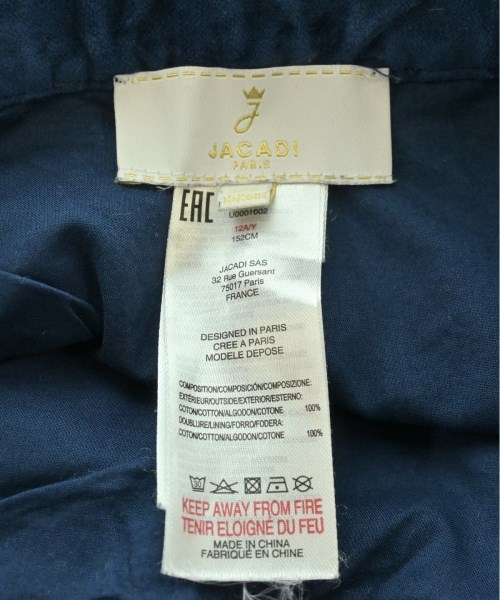 JACADI
PARIS
EAC
U0001602
12A/Y
152CM
JACADI SAS
32 Rue Guersant
75017 Paris
FRANCE
DESIGNED IN PARIS
CREE A PARIS
MODELE DEPOSE
COMPOSITION/COMPOSICIÓN/COMPOSIZIONE:
EXTÉRIEUR/OUTSIDE/EXTERIOR/ESTERNO:
COTON/COTTON/ALGODON/COTONE 100%
DOUBLURE/LINING/FORRO/FODERA:
COTON/COTTON/ALGODON/COTONE 100%
KEEP AWAY FROM FIRE
TENIR ELOIGNÉ DU FEU
MADE IN CHINA
FABRIQUÉ EN CHINE